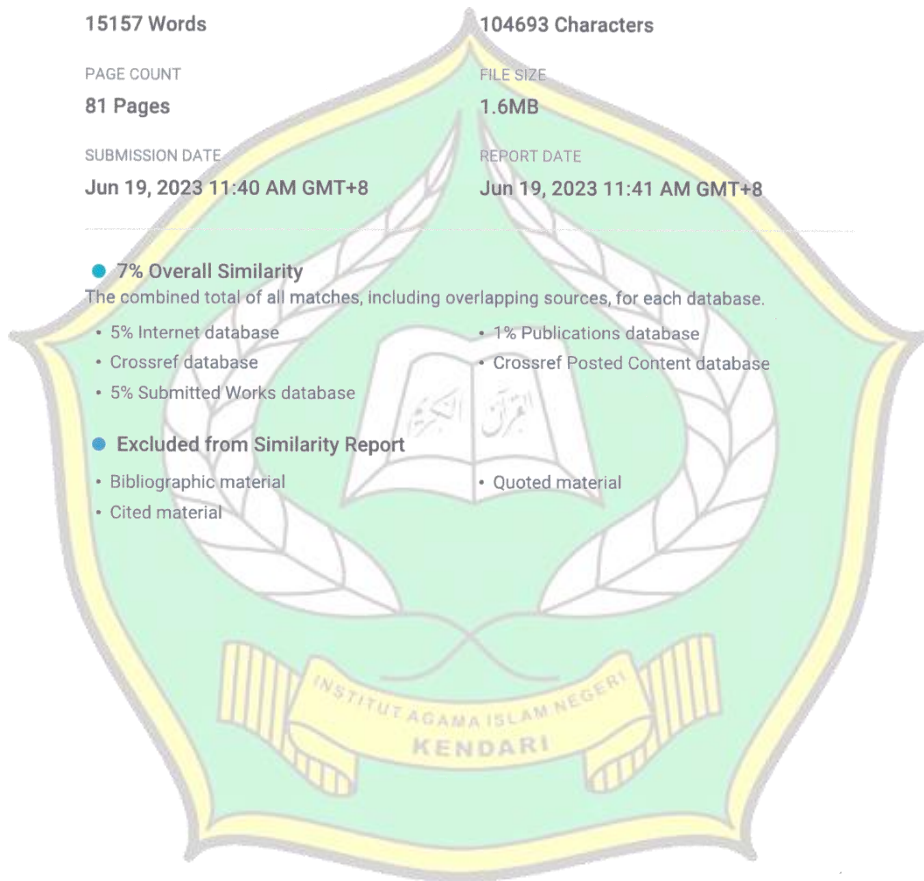 15157 Words
104693 Characters
PAGE COUNT
FILE SIZE
81 Pages
1.6MB
SUBMISSION DATE
REPORT DATE
Jun 19, 2023 11:40 AM GMT+8
Jun 19, 2023 11:41 AM GMT+8
7% Overall Similarity
The combined total of all matches, including overlapping sources, for each database.
• 5% Internet database
• 1% Publications database
• Crossref database
• Crossref Posted Content database
• 5% Submitted Works database
Excluded from Similarity Report
• Bibliographic material
• Quoted material
• Cited material
القرآن الكريم
INSTITUT AGAMA ISLAM NEGERI
KENDARI